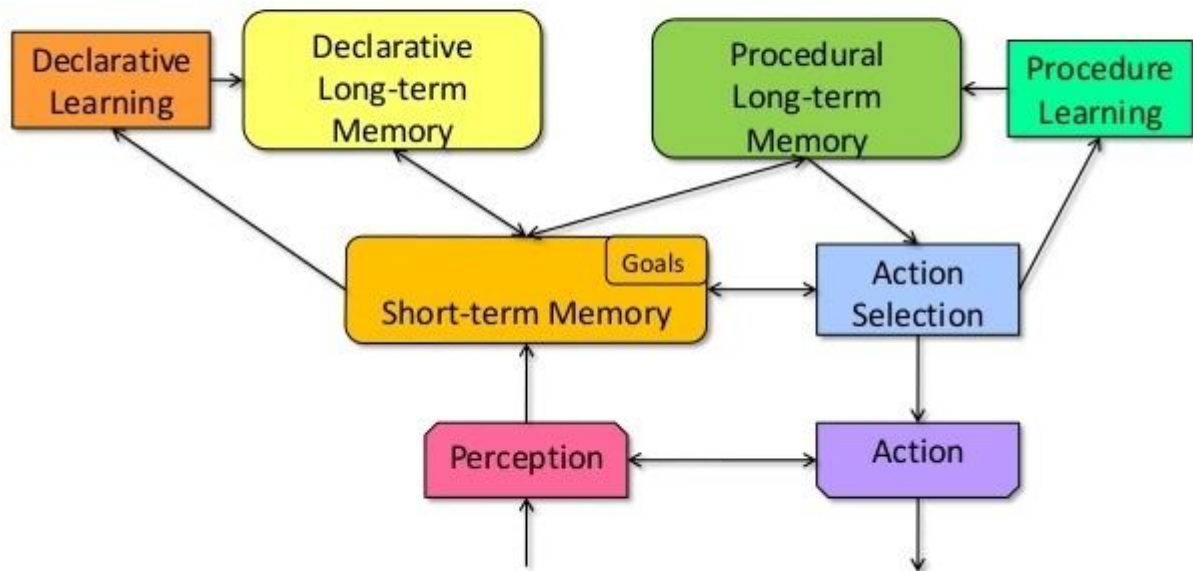 Declarative
Learning
Declarative
Long-term
Memory
Procedural
Long-term
Memory
Procedure
Learning
Goals
Short-term Memory
Action
Selection
Perception
Action